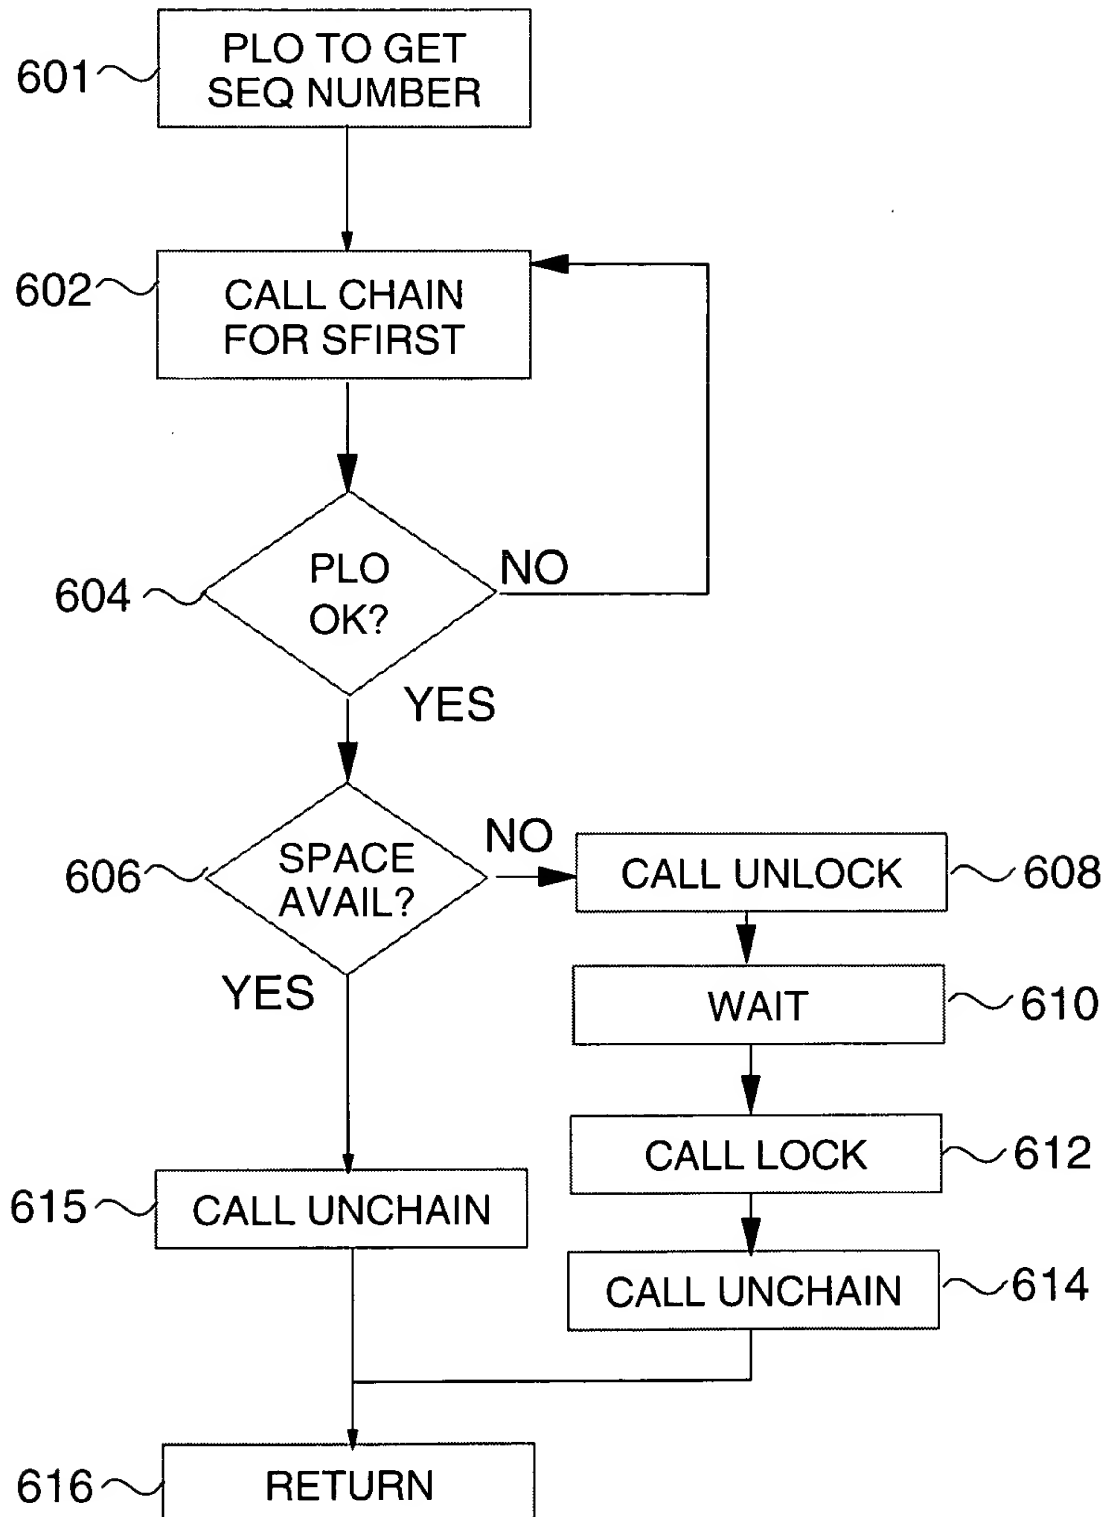 601
PLO TO GET
SEQ NUMBER
602
CALL CHAIN
FOR SFIRST
604
PLO
OK?
NO
YES
606
SPACE
AVAIL?
NO
CALL UNLOCK
608
YES
WAIT
610
CALL LOCK
612
615
CALL UNCHAIN
CALL UNCHAIN
614
616
RETURN